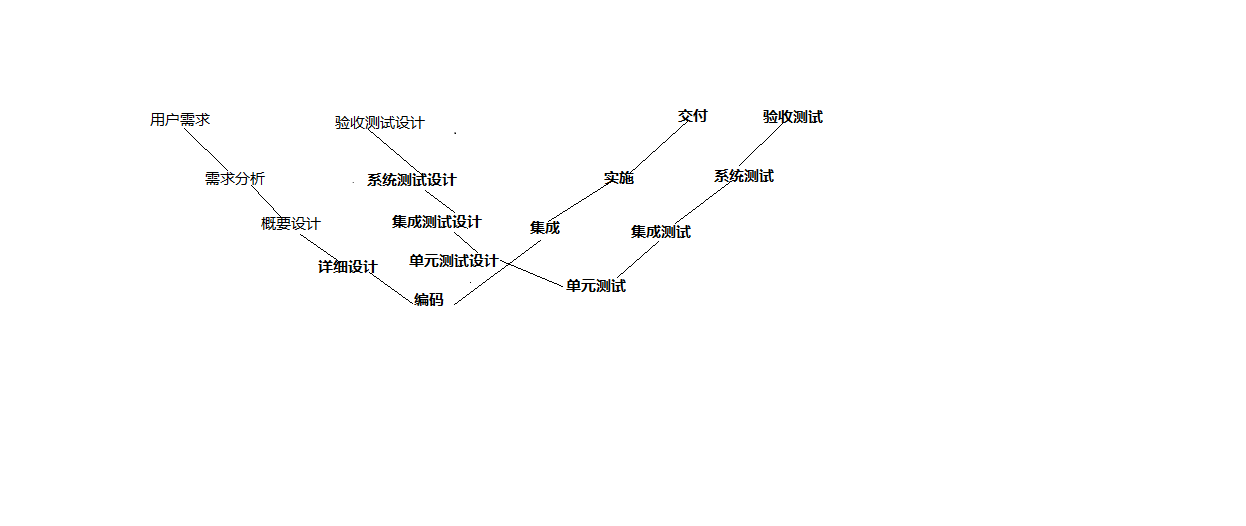 用户需求
验收测试设计
交付
验收测试
需求分析
系统测试设计
实施
系统测试
概要设计
集成测试设计
集成
集成测试
详细设计
单元测试设计
单元测试
编码